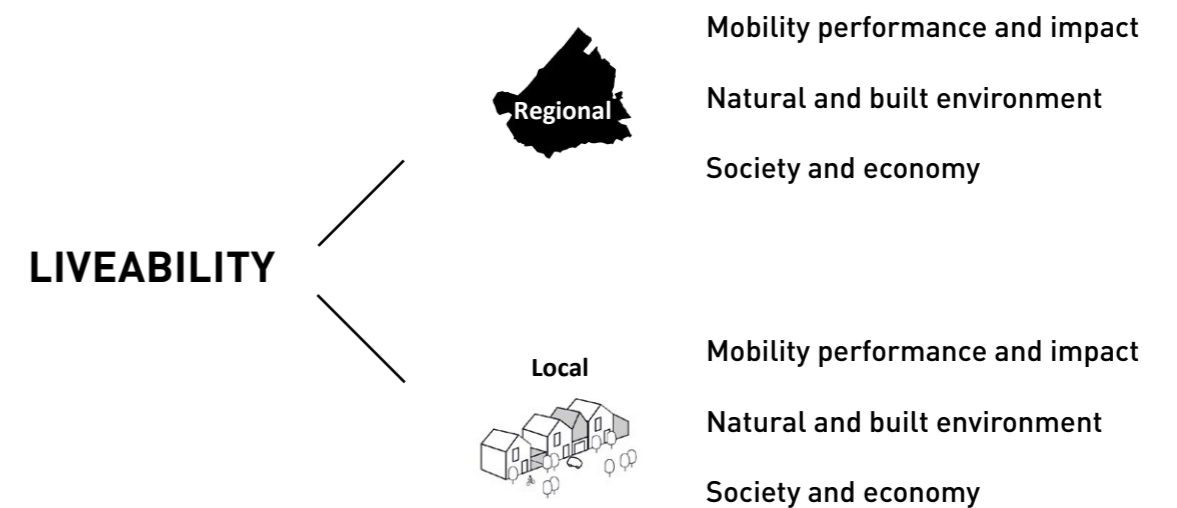 LIVEABILITY
Regional
Mobility performance and impact
Natural and built environment
Society and economy
Local
Mobility performance and impact
Natural and built environment
Society and economy